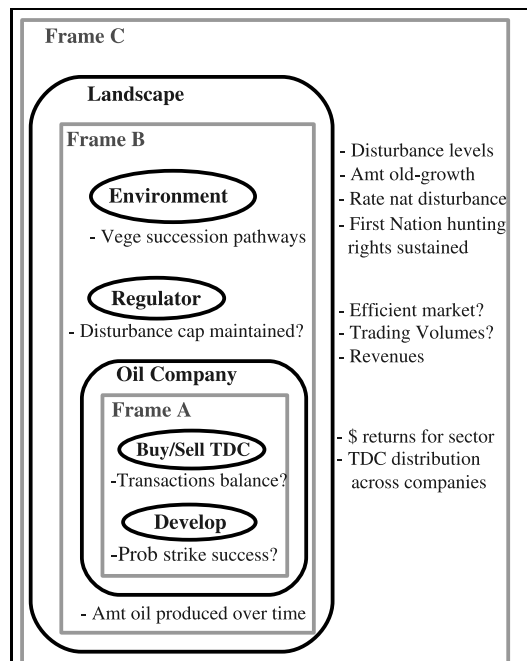 Frame C
Landscape
Frame B
Environment
- Vege succession pathways
- Disturbance levels
- Amt old-growth
- Rate nat disturbance
- First Nation hunting
rights sustained
Regulator
- Disturbance cap maintained?
- Efficient market?
- Trading Volumes?
- Revenues
Oil Company
Frame A
Buy/Sell TDC
-Transactions balance?
Develop
-Prob strike success?
- $ returns for sector
- TDC distribution
across companies
- Amt oil produced over time